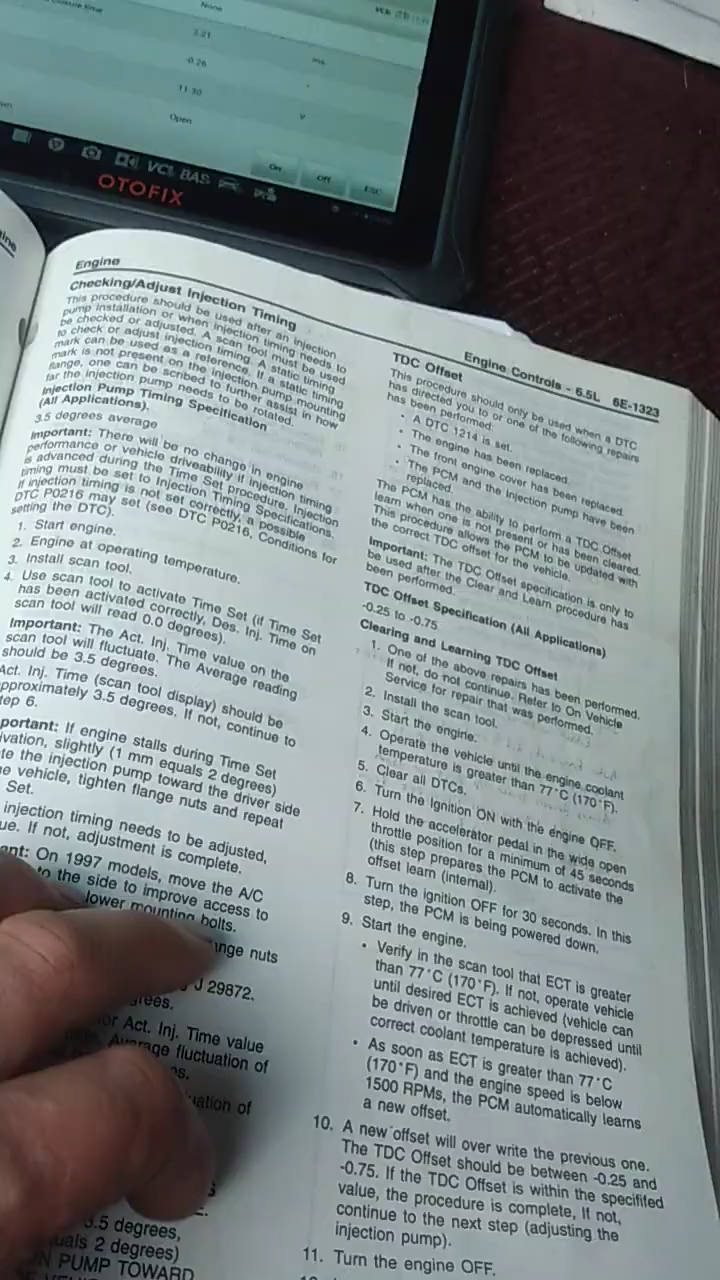 None
2.21
ms
-0.26
11.30
V
Open
On
Off
ESC
VCI BAS
OTOFIX
Engine
Engine Controls - 6.5L 6E-1323
Checking/Adjust Injection Timing
This procedure should be used after an injection
pump installation or when injection timing needs to
be checked or adjusted. A scan tool must be used
to check or adjust injection timing. A static timing
mark can be used as a reference. If a static timing
mark is not present on the injection pump mounting
flange, one can be scribed to further assist in how
far the injection pump needs to be rotated.
Injection Pump Timing Specification
(All Applications).
3.5 degrees average
Important: There will be no change in engine
performance or vehicle driveability if injection timing
is advanced during the Time Set procedure. Injection
timing must be set to Injection Timing Specifications.
If injection timing is not set correctly, a possible
DTC P0216 may set (see DTC P0216, Conditions for
setting the DTC).
1. Start engine.
2. Engine at operating temperature.
3. Install scan tool.
4. Use scan tool to activate Time Set (if Time Set
has been activated correctly, Des. Inj. Time on
scan tool will read 0.0 degrees).
Important: The Act. Inj. Time value on the
scan tool will fluctuate. The Average reading
should be 3.5 degrees.
Act. Inj. Time (scan tool display) should be
pproximately 3.5 degrees. If not, continue to
tep 6.
portant: If engine stalls during Time Set
ivation, slightly (1 mm equals 2 degrees)
te the injection pump toward the driver side
e vehicle, tighten flange nuts and repeat
Set.
injection timing needs to be adjusted,
ue. If not, adjustment is complete.
ant: On 1997 models, move the A/C
to the side to improve access to
lower mounting bolts.
ange nuts
J 29872,
grees.
or Act. Inj. Time value
Average fluctuation of
uation of
3.5 degrees,
uals 2 degrees)
ON PUMP TOWARD
TDC Offset
This procedure should only be used when a DTC
has directed you to or one of the following repairs
has been performed:
• A DTC 1214 is set.
• The engine has been replaced.
• The front engine cover has been replaced.
• The PCM and the Injection pump have been
replaced.
The PCM has the ability to perform a TDC Offset
learn when one is not present or has been cleared.
This procedure allows the PCM to be updated with
the correct TDC offset for the vehicle.
Important: The TDC Offset specification is only to
be used after the Clear and Learn procedure has
been performed.
TDC Offset Specification (All Applications)
-0.25 to -0.75
Clearing and Learning TDC Offset
1. One of the above repairs has been performed.
If not, do not continue. Refer to On Vehicle
Service for repair that was performed.
2. Install the scan tool.
3. Start the engine.
4. Operate the vehicle until the engine coolant
temperature is greater than 77°C (170°F).
5. Clear all DTCs.
6. Turn the Ignition ON with the engine OFF.
7. Hold the accelerator pedal in the wide open
throttle position for a minimum of 45 seconds
(this step prepares the PCM to activate the
offset learn (internal).
8. Turn the ignition OFF for 30 seconds. In this
step, the PCM is being powered down.
9. Start the engine.
• Verify in the scan tool that ECT is greater
than 77°C (170°F). If not, operate vehicle
until desired ECT is achieved (vehicle can
be driven or throttle can be depressed until
correct coolant temperature is achieved).
• As soon as ECT is greater than 77°C
(170°F) and the engine speed is below
1500 RPMs, the PCM automatically learns
a new offset.
10. A new offset will over write the previous one.
The TDC Offset should be between -0.25 and
-0.75. If the TDC Offset is within the specifited
value, the procedure is complete, If not,
continue to the next step (adjusting the
injection pump).
11. Turn the engine OFF.